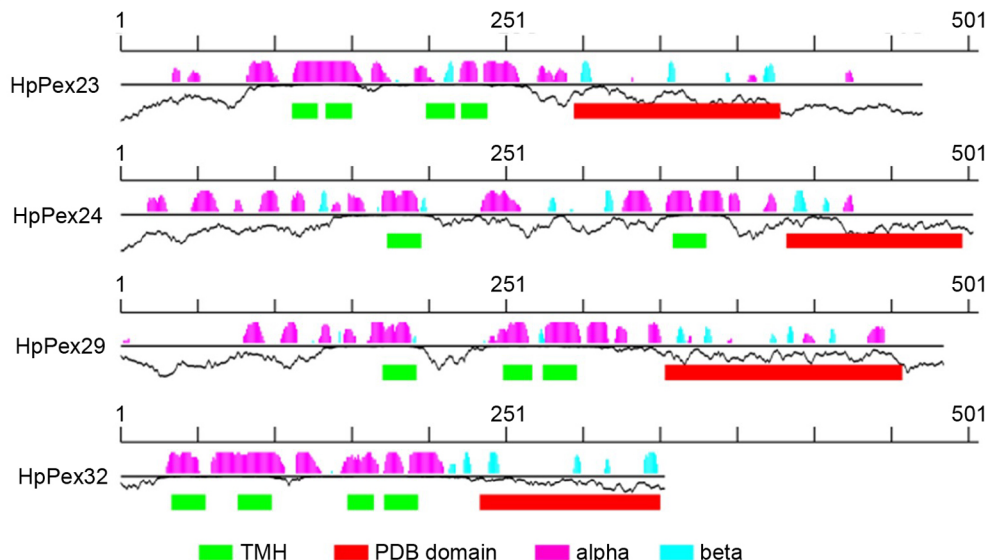 1 251 501
HpPex23
1 251 501
HpPex24
1 251 501
HpPex29
1 251 501
HpPex32
TMH PDB domain alpha beta